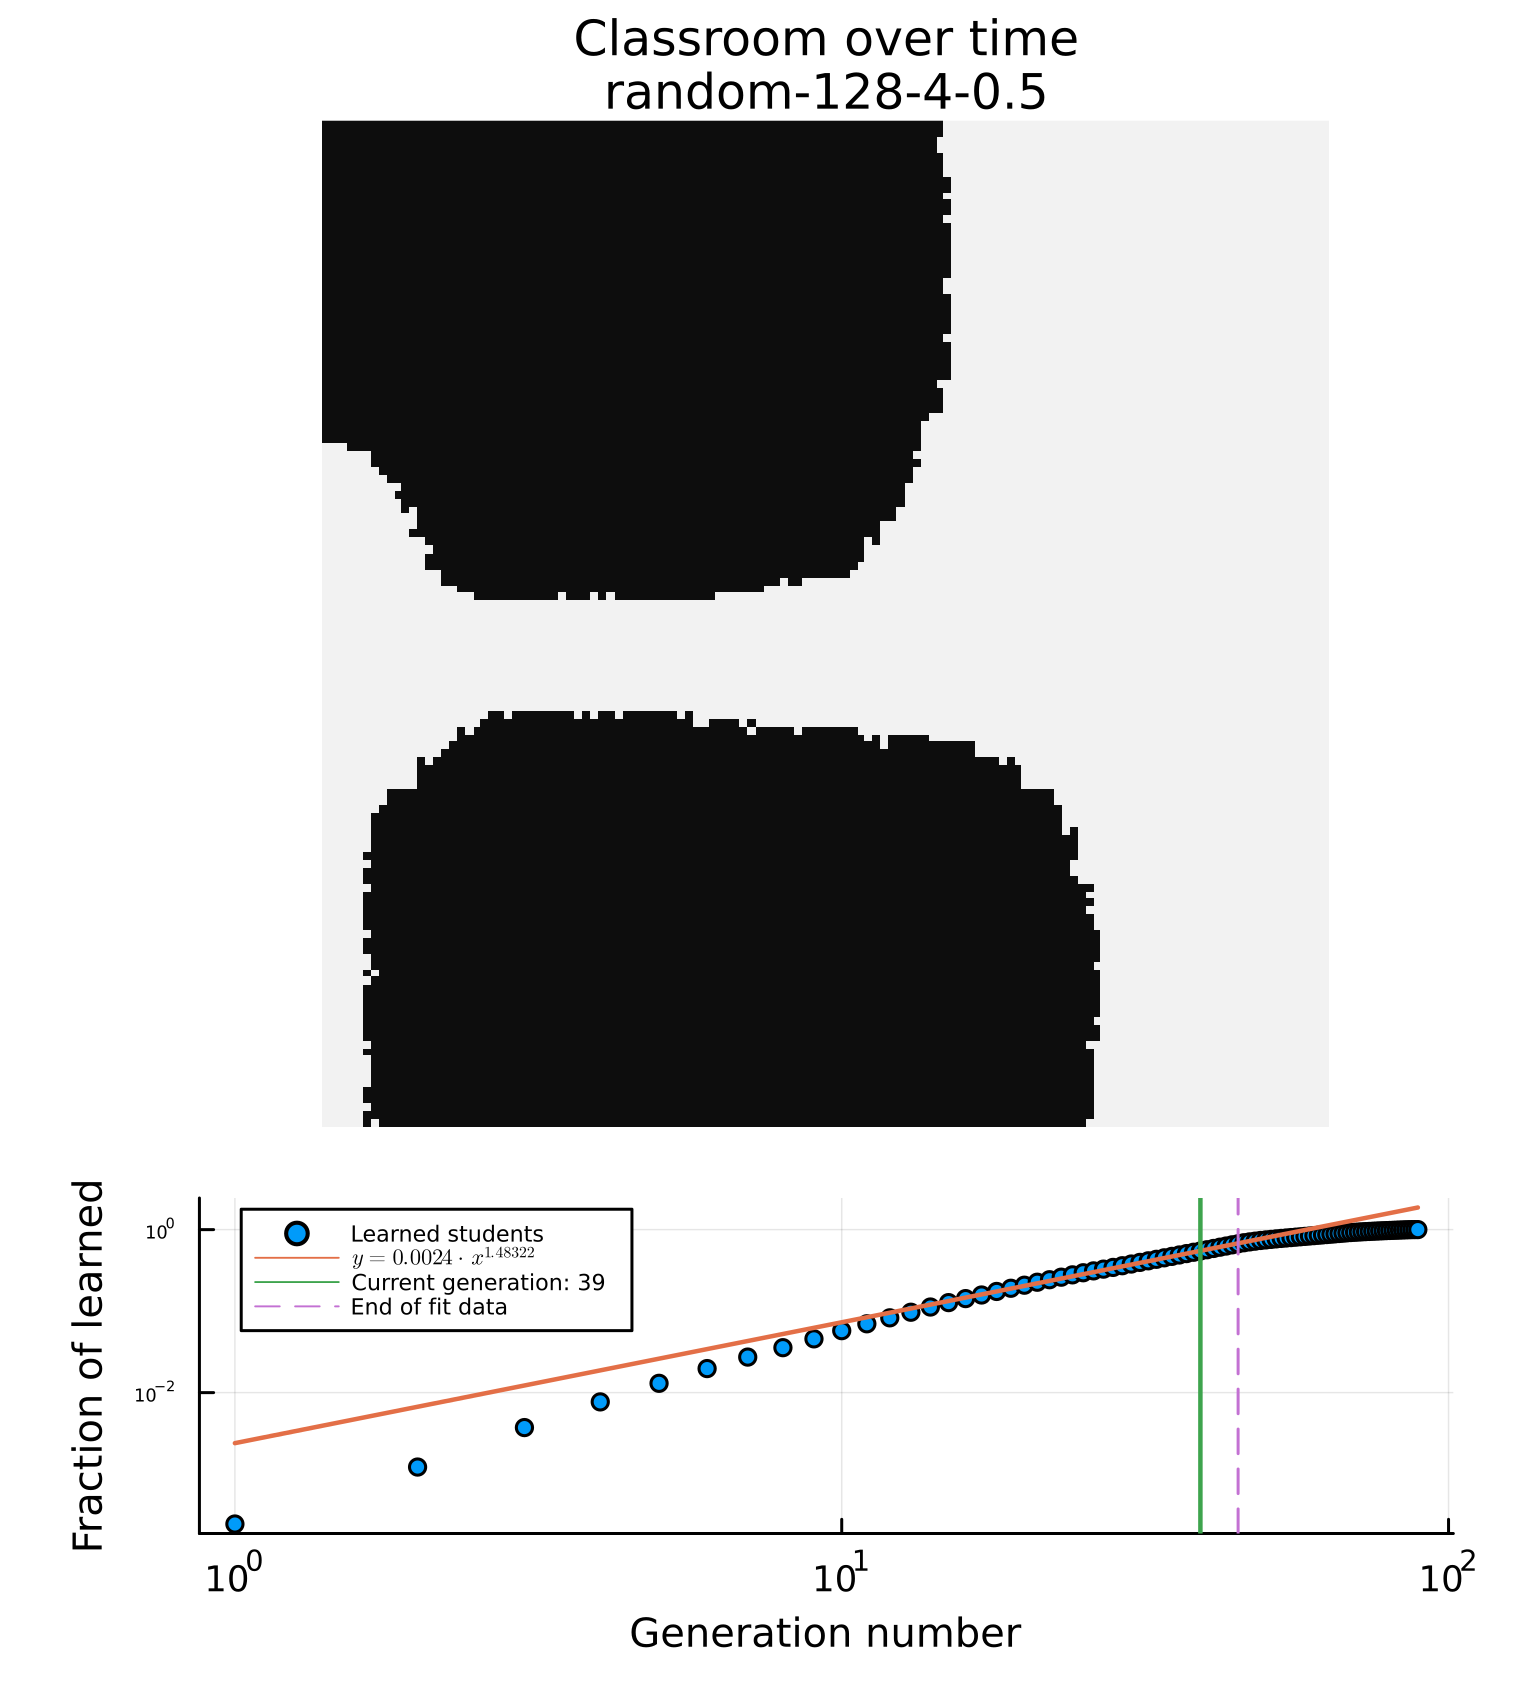 Classroom over time
random-128-4-0.5
Fraction of learned
10⁰
10⁻²
Learned students
y = 0.0024 · x^1.48322
Current generation: 39
End of fit data
10⁰ 10¹ 10²
Generation number